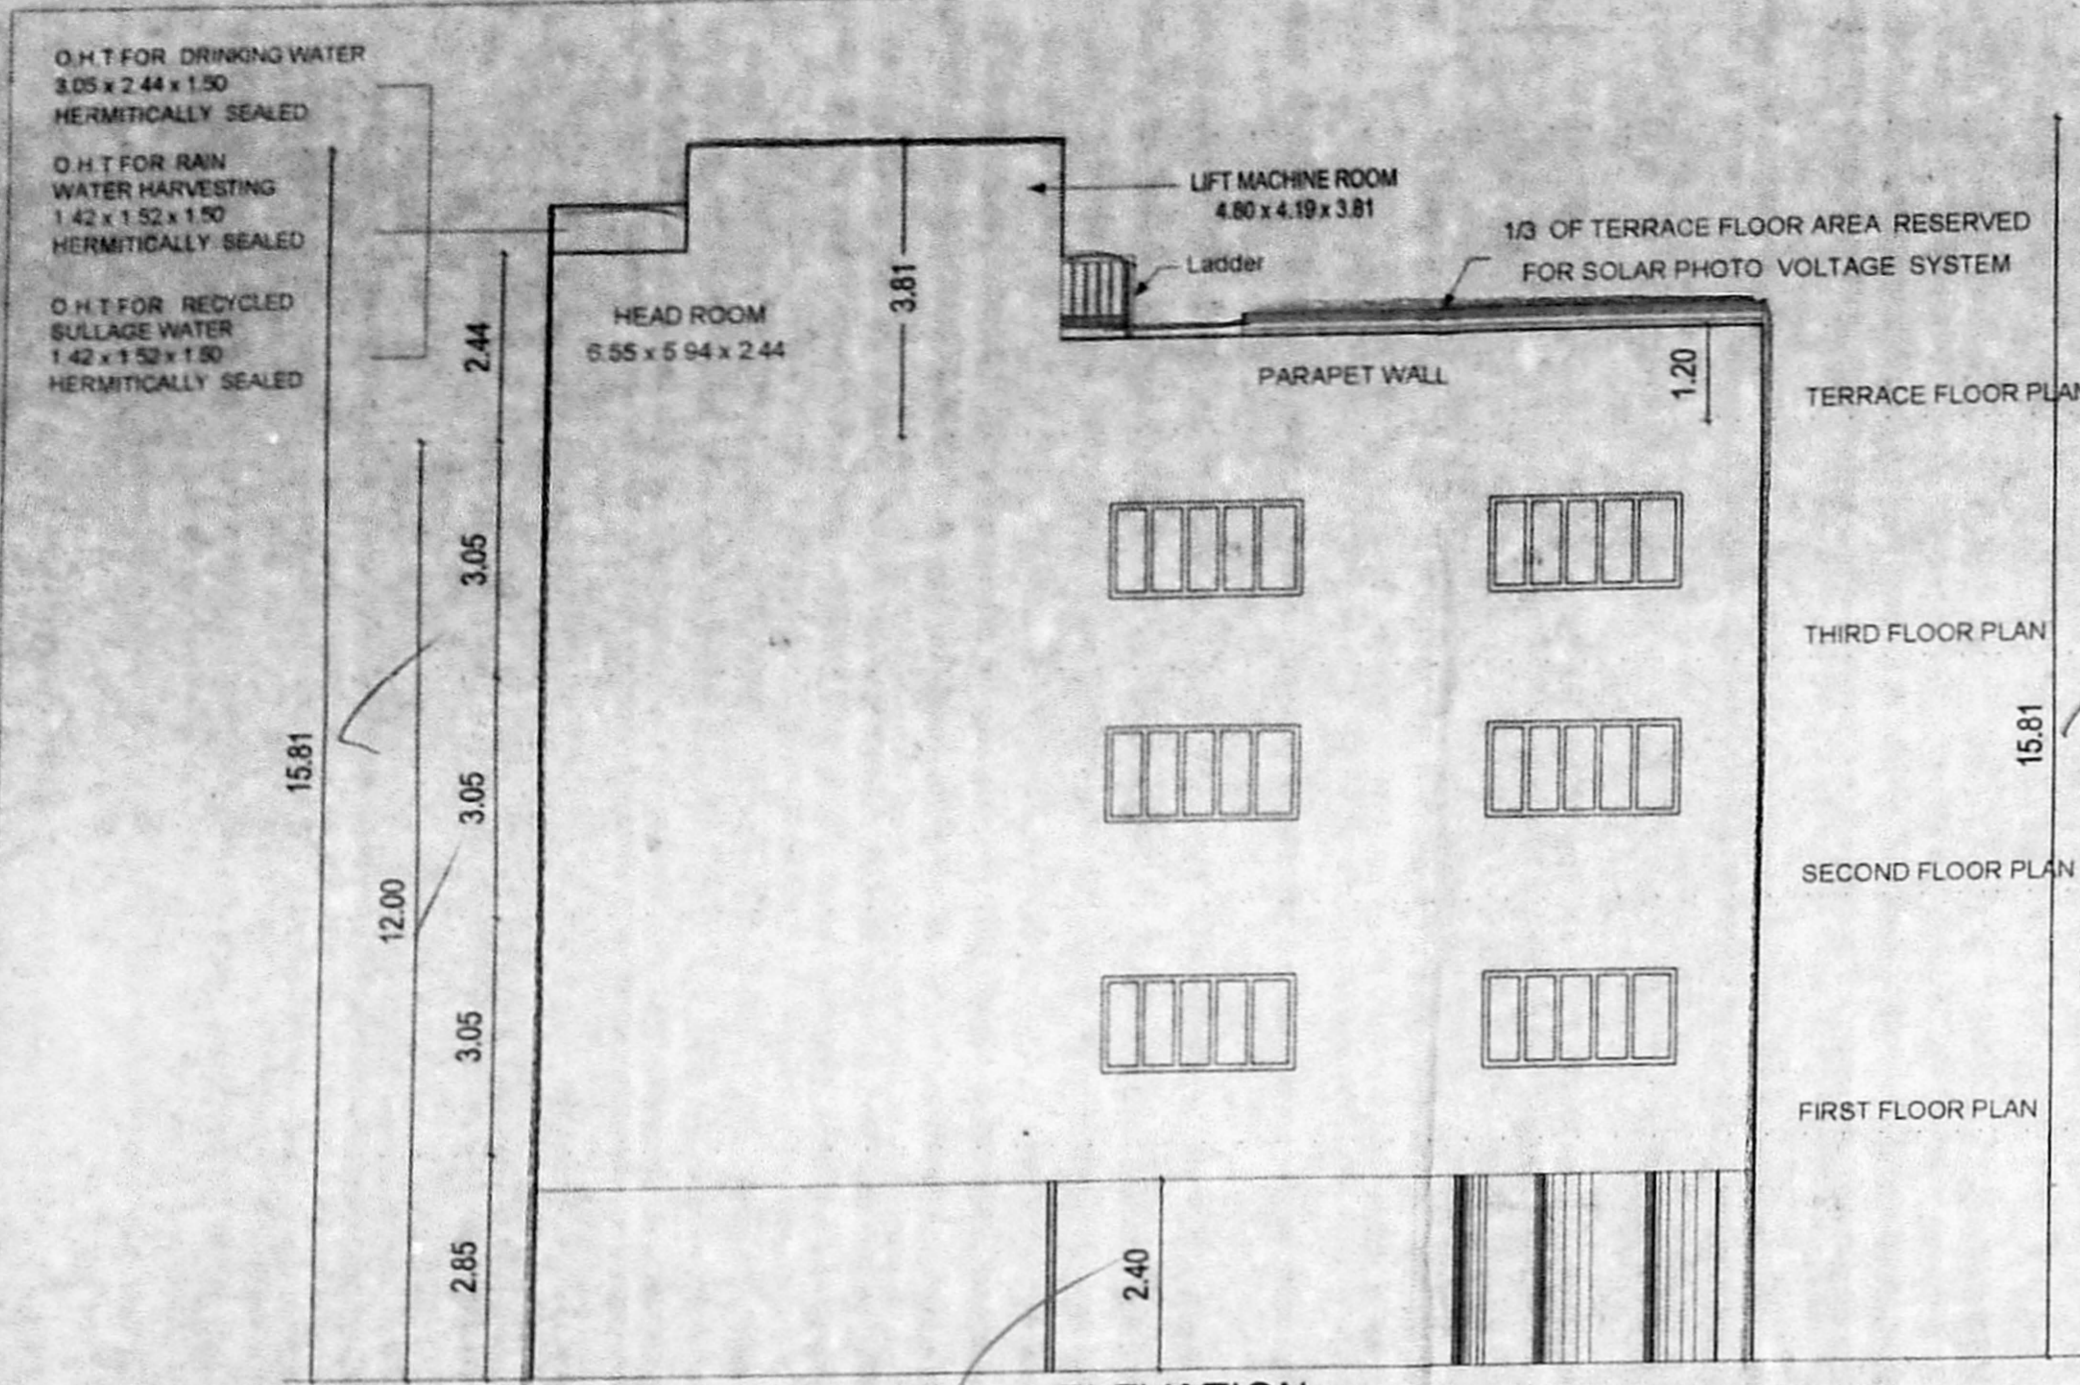 O.H.T FOR DRINKING WATER
3.05 x 2.44 x 1.50
HERMITICALLY SEALED
O.H.T FOR RAIN
WATER HARVESTING
1.42 x 1.52 x 1.50
HERMITICALLY SEALED
O.H.T FOR RECYCLED
SULLAGE WATER
1.42 x 1.52 x 1.50
HERMITICALLY SEALED
LIFT MACHINE ROOM
4.80 x 4.19 x 3.81
Ladder
1/3 OF TERRACE FLOOR AREA RESERVED
FOR SOLAR PHOTO VOLTAGE SYSTEM
HEAD ROOM
6.55 x 5.94 x 2.44
3.81
2.44
PARAPET WALL
1.20
TERRACE FLOOR PLAN
3.05
THIRD FLOOR PLAN
15.81
3.05
15.81
12.00
SECOND FLOOR PLAN
3.05
FIRST FLOOR PLAN
2.85
2.40